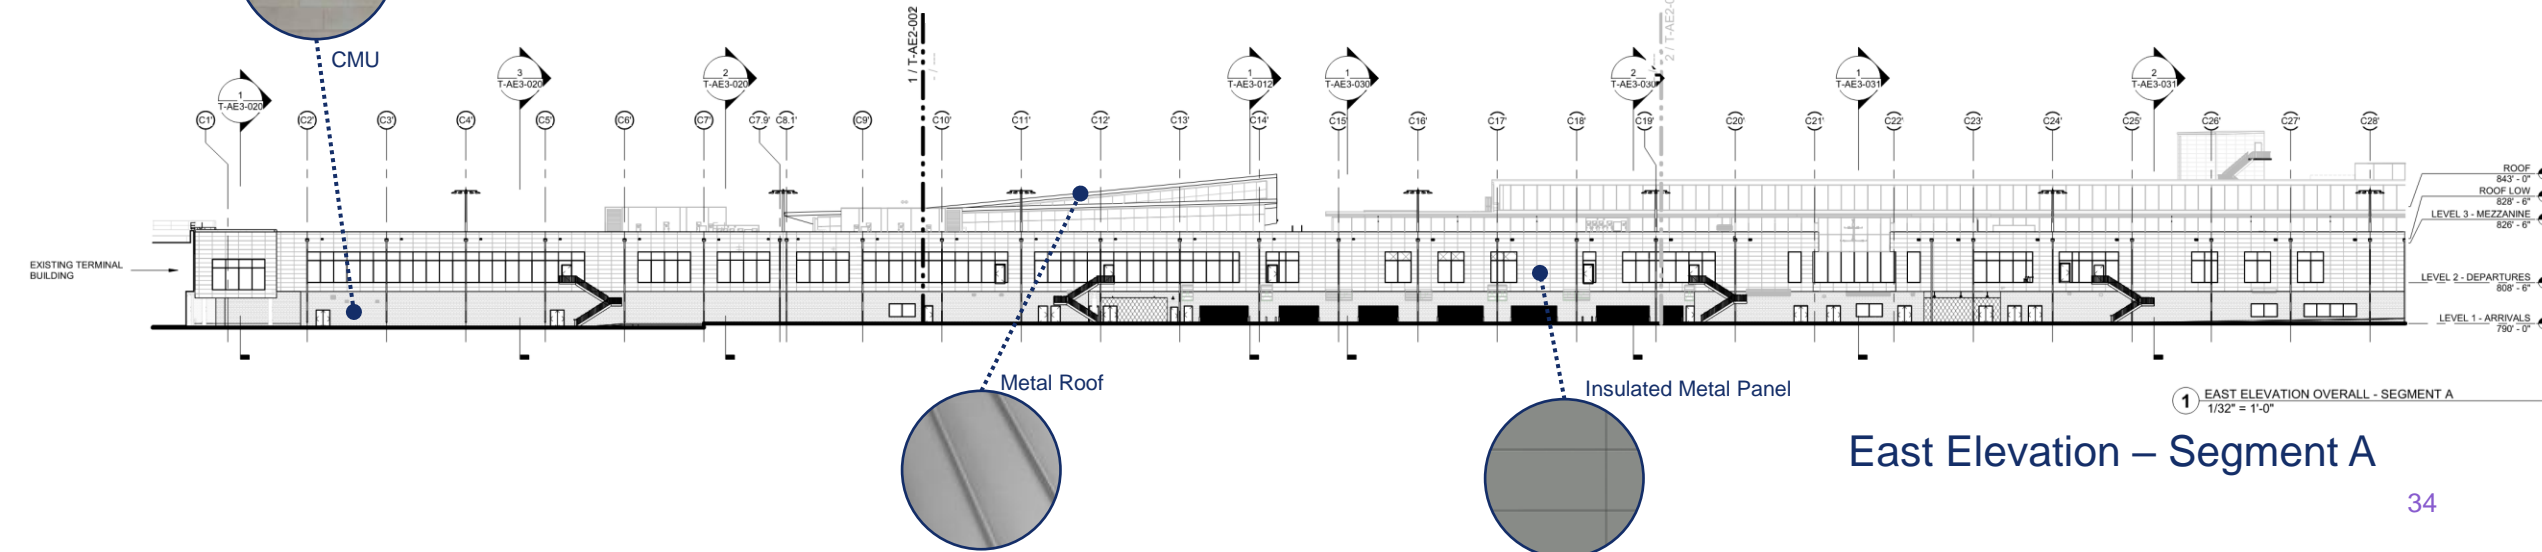 CMU
1 / T-AE2-002
2 / T-AE2-0
1
T-AE3-020
3
T-AE3-020
2
T-AE3-020
1
T-AE3-012
1
T-AE3-030
2
T-AE3-030
1
T-AE3-031
2
T-AE3-031
C1' C2' C3' C4' C5' C6' C7' C7.9' C8.1' C9' C10' C11' C12' C13' C14' C15' C16' C17' C18' C19' C20' C21' C22' C23' C24' C25' C26' C27' C28'
ROOF
843' - 0"
ROOF LOW
828' - 6"
LEVEL 3 - MEZZANINE
826' - 6"
EXISTING TERMINAL
BUILDING
LEVEL 2 - DEPARTURES
808' - 6"
LEVEL 1 - ARRIVALS
790' - 0"
Metal Roof
Insulated Metal Panel
1 EAST ELEVATION OVERALL - SEGMENT A
1/32" = 1'-0"
East Elevation – Segment A
34